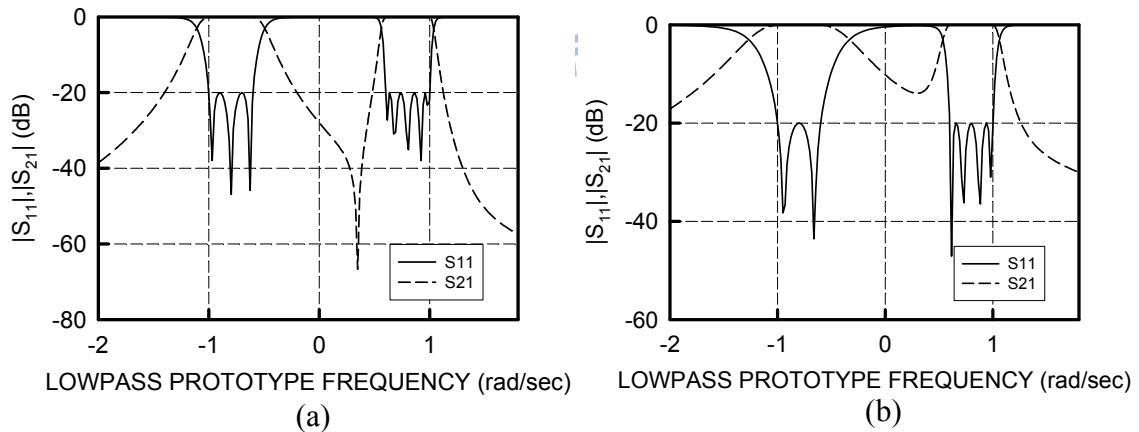 0
-20
-40
-60
-80
|S11|,|S21| (dB)
S11
S21
-2 -1 0 1
LOWPASS PROTOTYPE FREQUENCY (rad/sec)
(a)
0
-20
-40
-60
|S11|,|S21| (dB)
S11
S21
-2 -1 0 1
LOWPASS PROTOTYPE FREQUENCY (rad/sec)
(b)